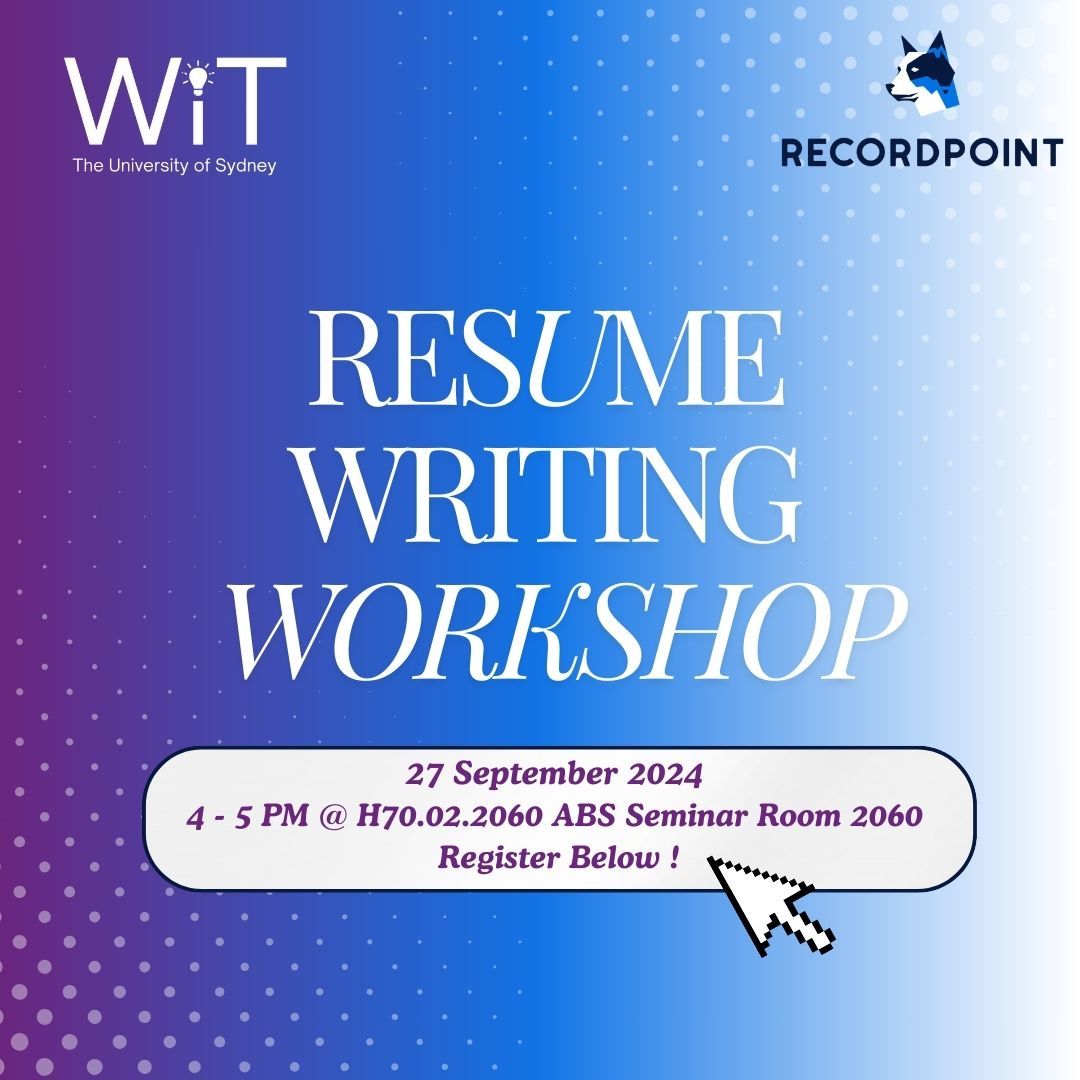 WiT
The University of Sydney
RECORDPOINT
RESUME
WRITING
WORKSHOP
27 September 2024
4 - 5 PM @ H70.02.2060 ABS Seminar Room 2060
Register Below !